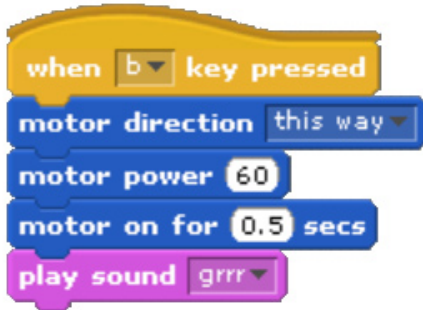 when b key pressed
motor direction this way
motor power 60
motor on for 0.5 secs
play sound grrr